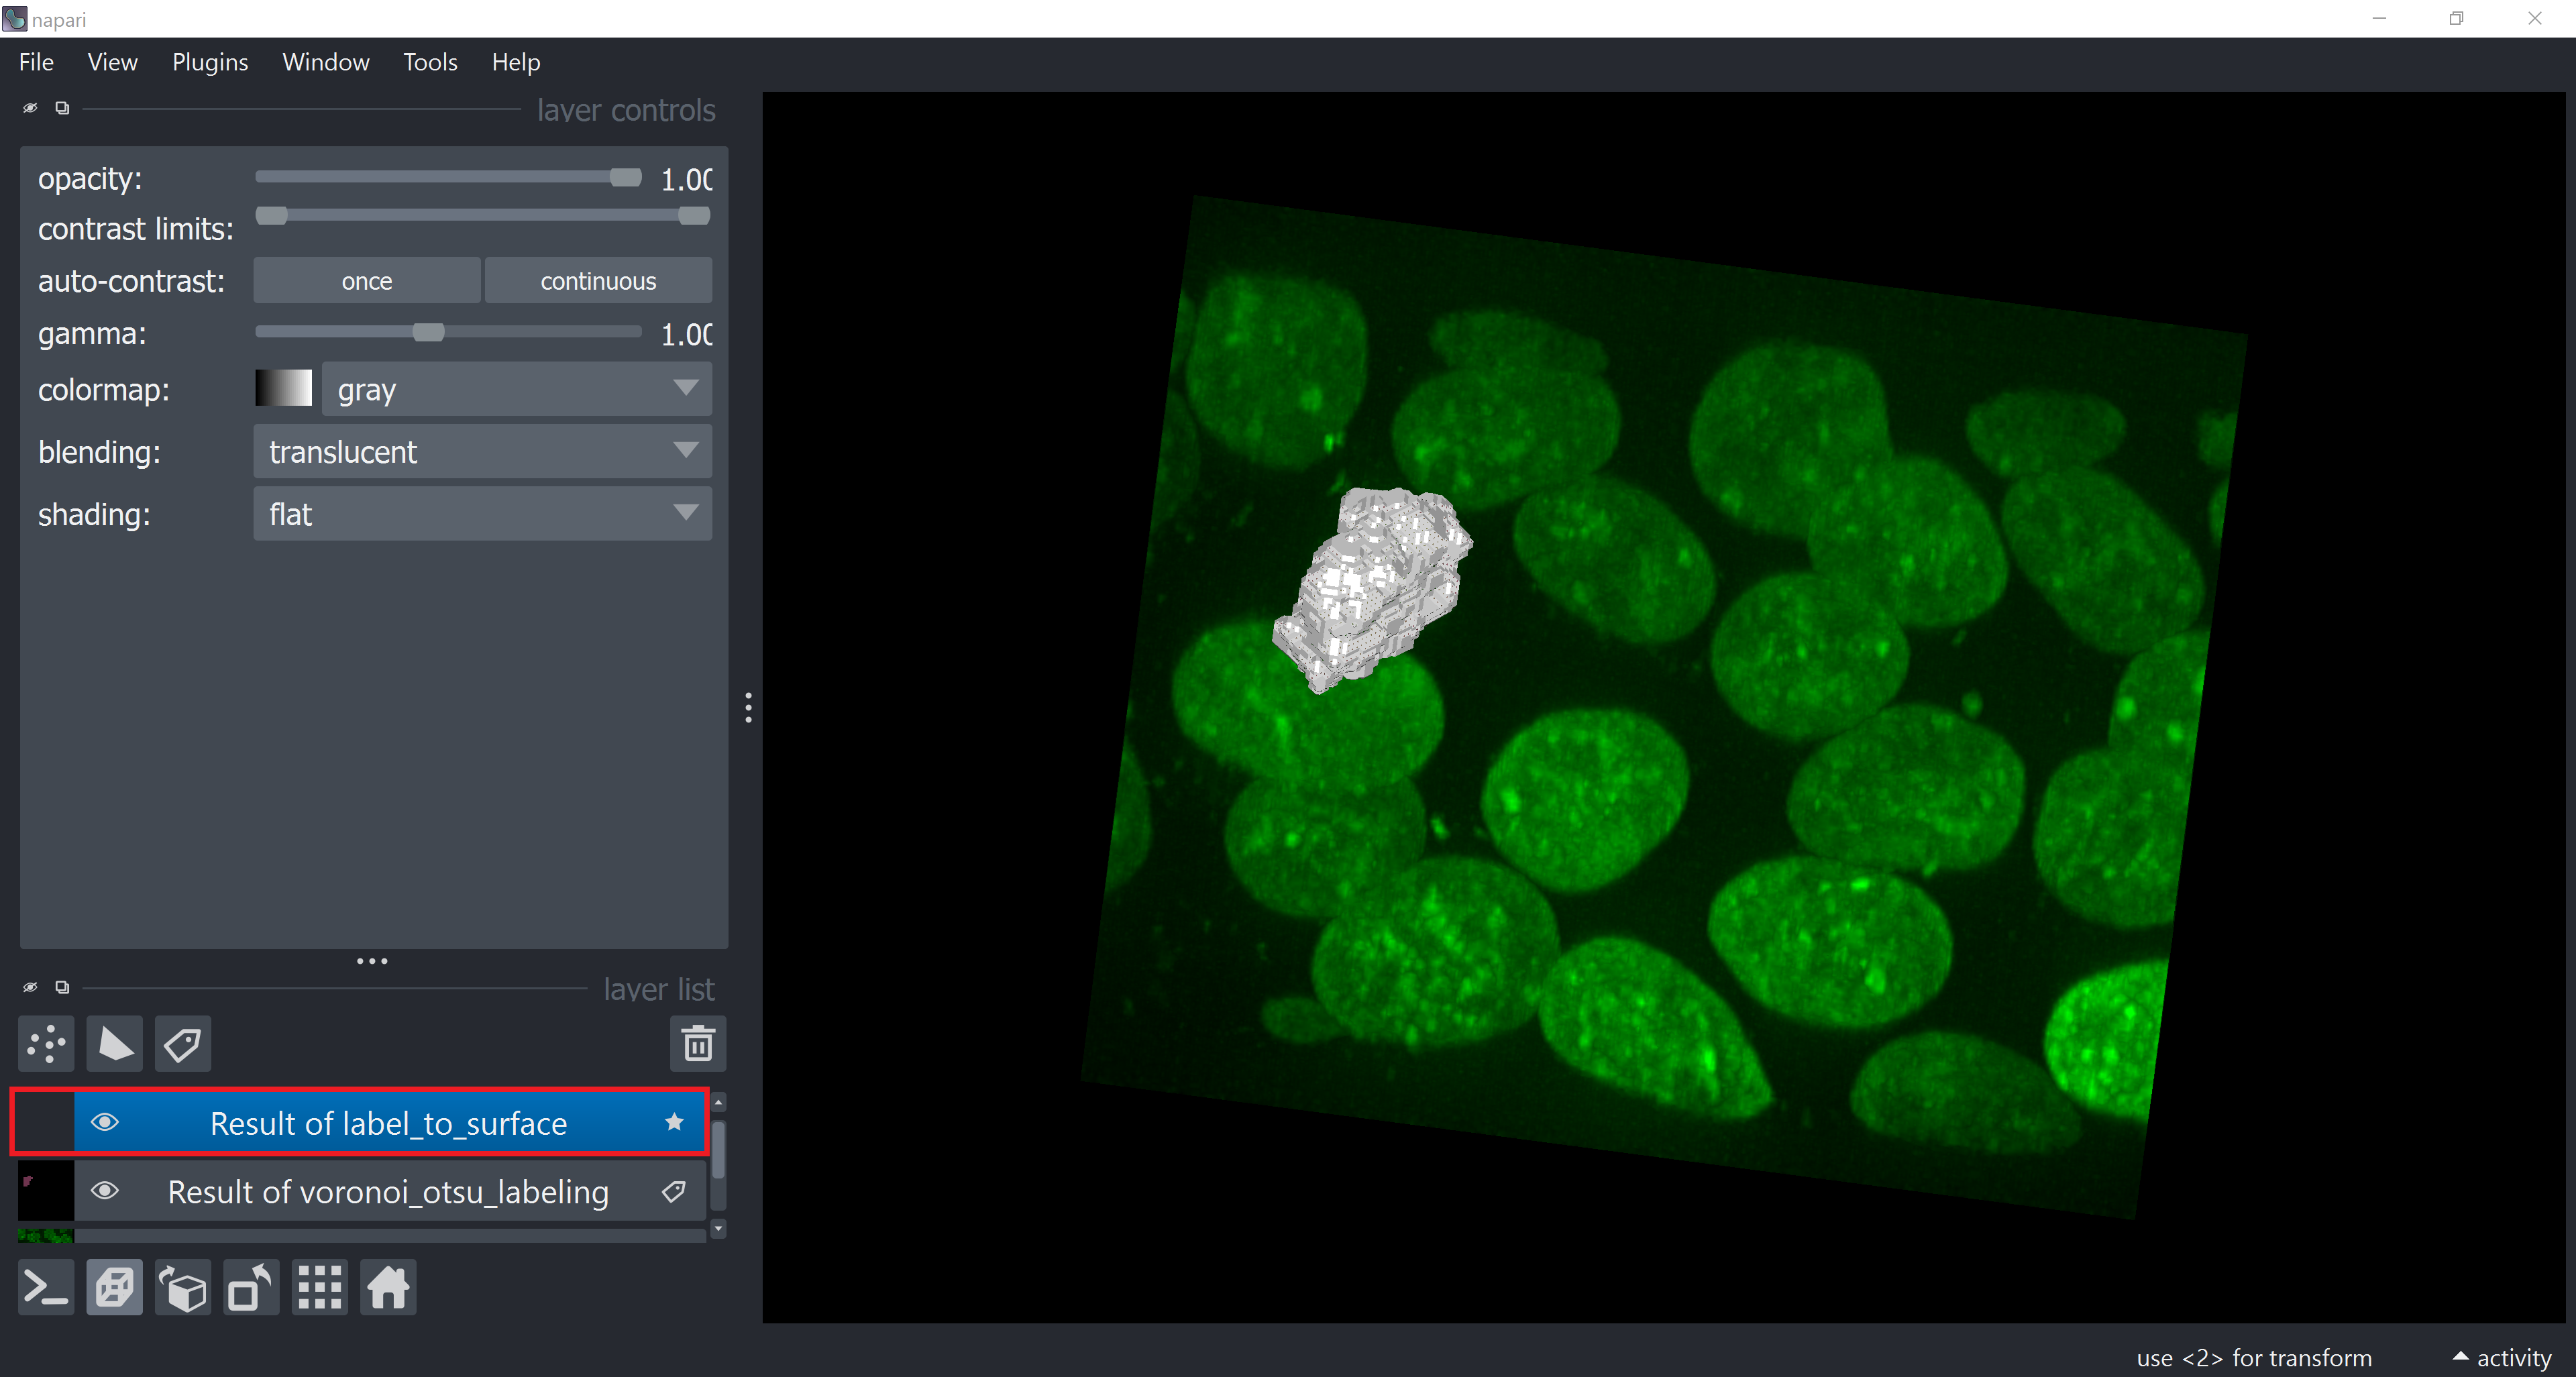 napari
File View Plugins Window Tools Help
layer controls
opacity: 1.00
contrast limits:
auto-contrast: once continuous
gamma: 1.00
colormap: gray
blending: translucent
shading: flat
layer list
Result of label_to_surface
Result of voronoi_otsu_labeling
use <2> for transform activity